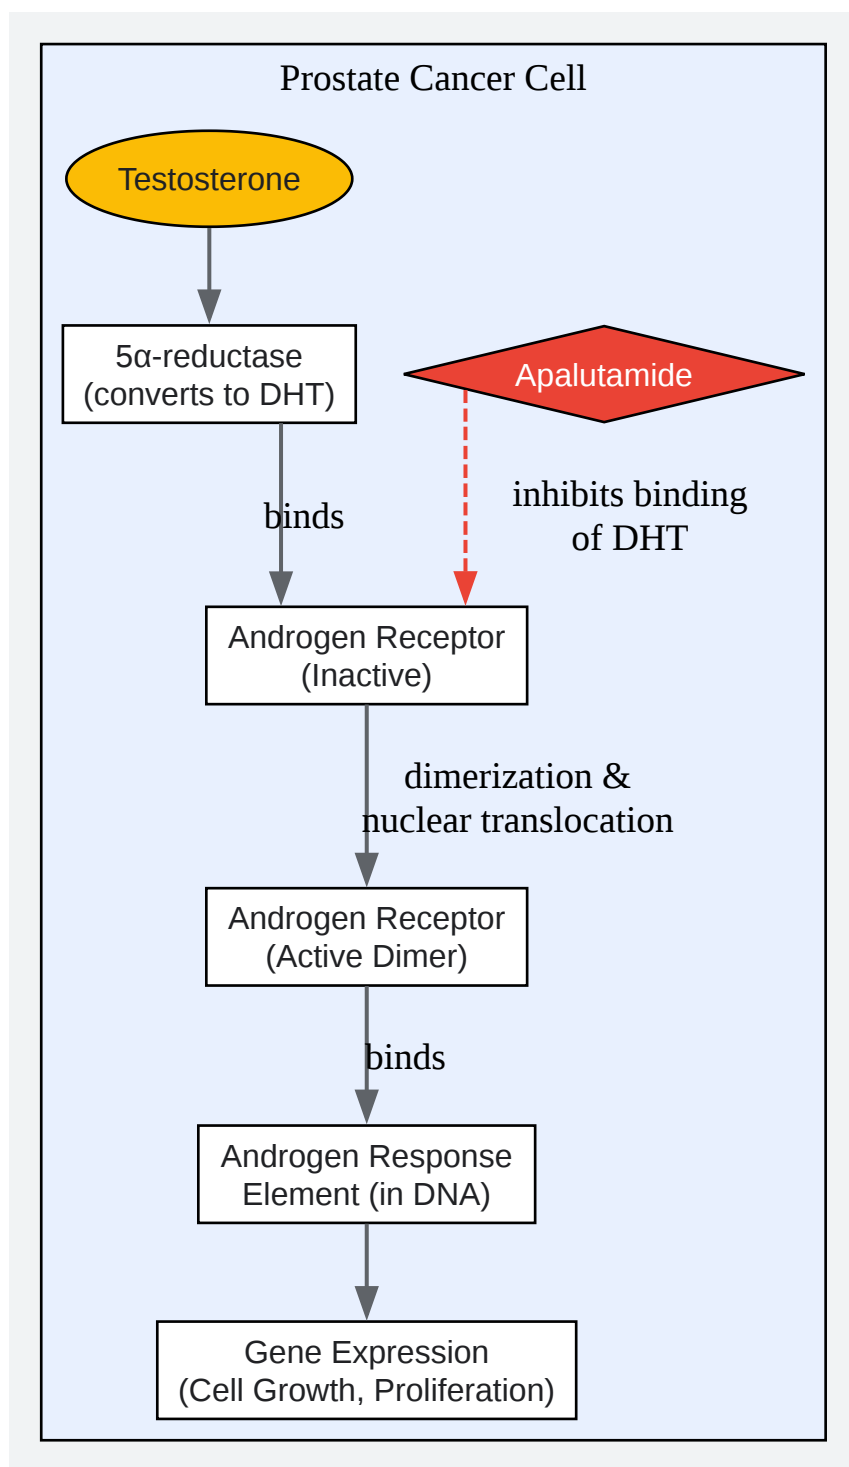 Prostate Cancer Cell
Testosterone
5α-reductase
(converts to DHT)
Apalutamide
binds
inhibits binding
of DHT
Androgen Receptor
(Inactive)
dimerization &
nuclear translocation
Androgen Receptor
(Active Dimer)
binds
Androgen Response
Element (in DNA)
Gene Expression
(Cell Growth, Proliferation)